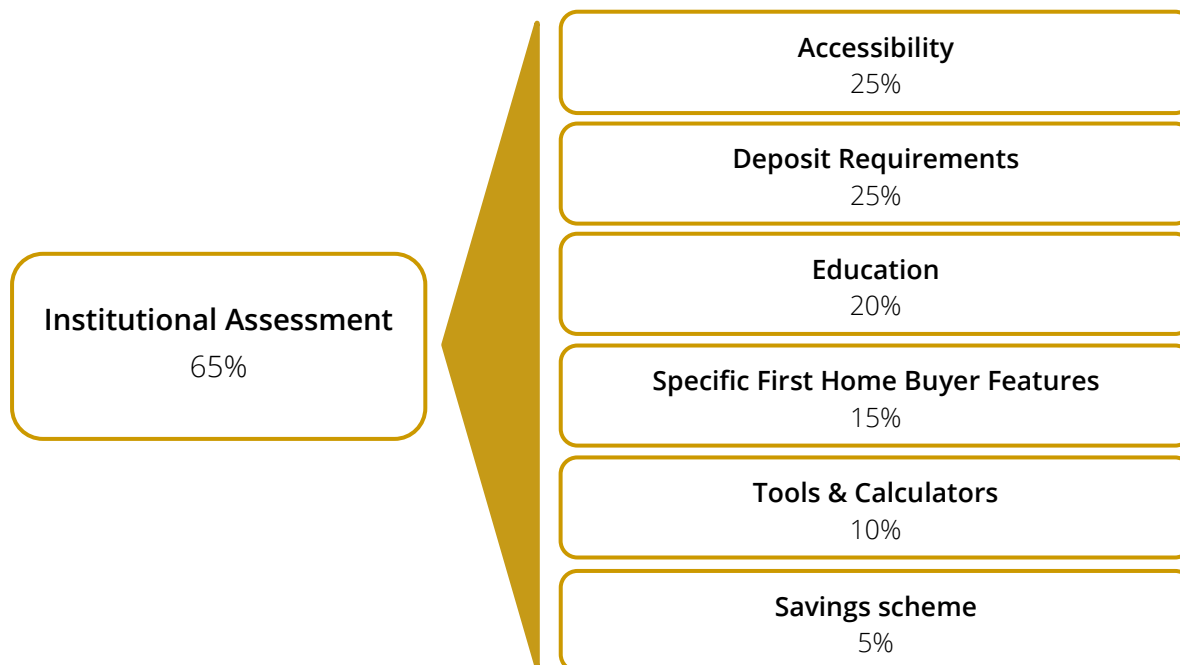 Institutional Assessment
65%
Accessibility
25%
Deposit Requirements
25%
Education
20%
Specific First Home Buyer Features
15%
Tools & Calculators
10%
Savings scheme
5%